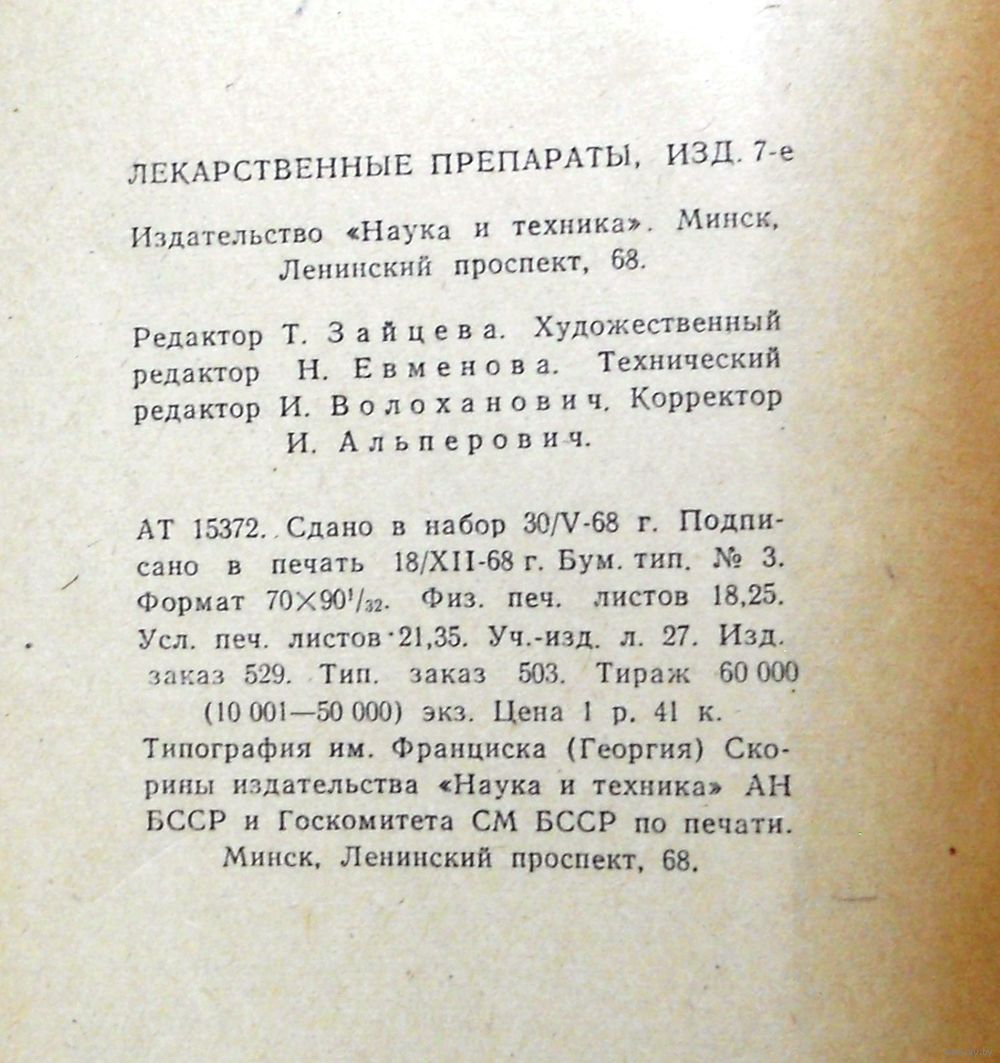 ЛЕКАРСТВЕННЫЕ ПРЕПАРАТЫ, ИЗД. 7-е
Издательство «Наука и техника». Минск,
Ленинский проспект, 68.
Редактор Т. Зайцева. Художественный
редактор Н. Евменова. Технический
редактор И. Волоханович. Корректор
И. Альперович.
АТ 15372. Сдано в набор 30/V-68 г. Подпи-
сано в печать 18/XII-68 г. Бум. тип. № 3.
Формат 70×90¹/₃₂. Физ. печ. листов 18,25.
Усл. печ. листов 21,35. Уч.-изд. л. 27. Изд.
заказ 529. Тип. заказ 503. Тираж 60 000
(10 001—50 000) экз. Цена 1 р. 41 к.
Типография им. Франциска (Георгия) Ско-
рины издательства «Наука и техника» АН
БССР и Госкомитета СМ БССР по печати.
Минск, Ленинский проспект, 68.